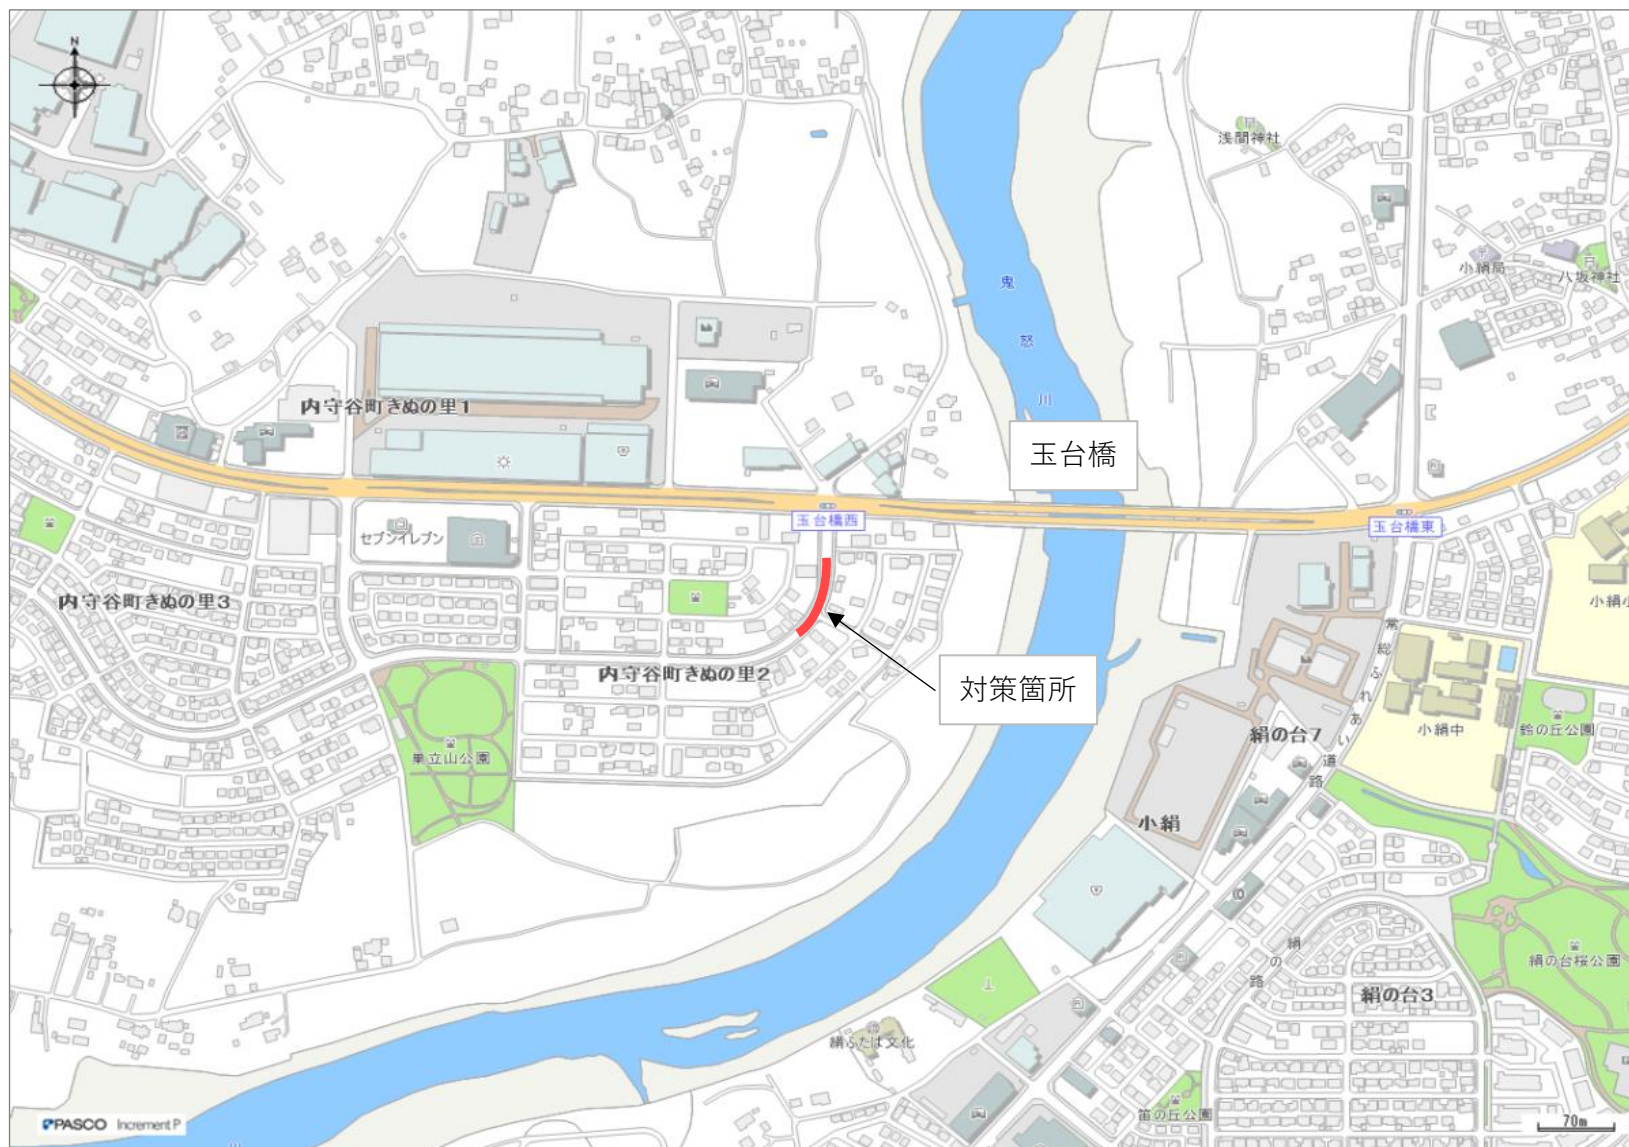 N
浅間神社
小絹局
八坂神社
鬼怒川
内守谷町きぬの里1
玉台橋
玉台橋西
玉台橋東
セブンイレブン
内守谷町きぬの里3
小絹小
内守谷町きぬの里2
対策箇所
常総ふれあい道路
絹の台7
小絹中
鈴の丘公園
巣立山公園
小絹
絹の路
絹の台桜公園
絹の台3
絹ふたば文化
笛の丘公園
PASCO Increment P
70m
川